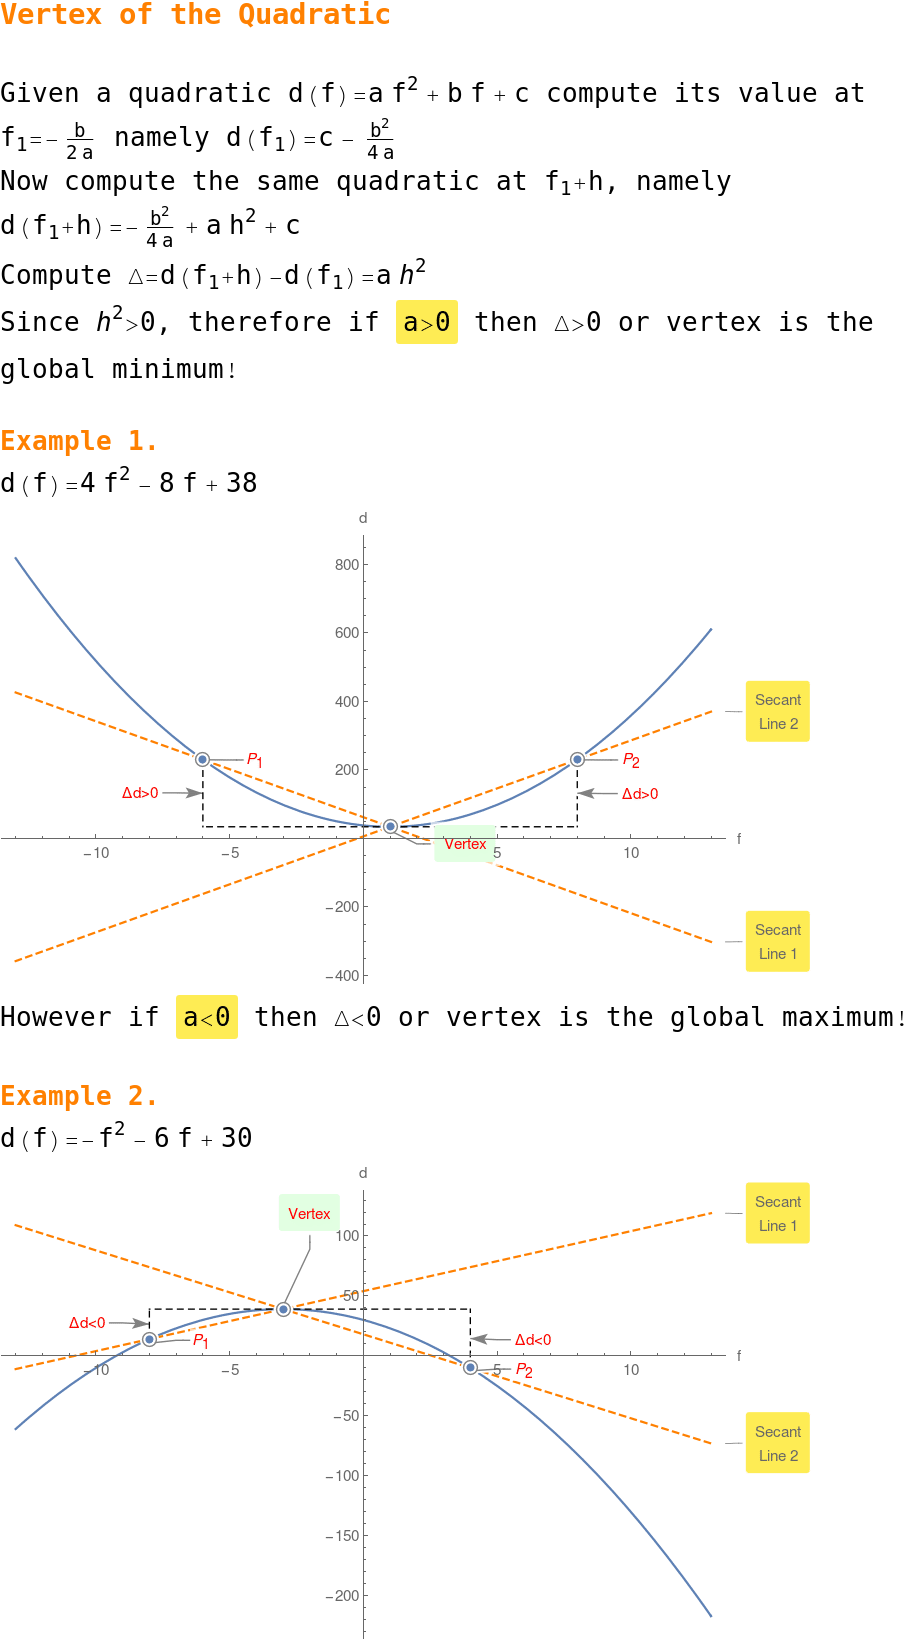 Vertex of the Quadratic
Given a quadratic d(f)=a f² + b f + c compute its value at
f₁=- b/(2 a) namely d(f₁)=c - b²/(4 a)
Now compute the same quadratic at f₁+h, namely
d(f₁+h)=- b²/(4 a) + a h² + c
Compute Δ=d(f₁+h)-d(f₁)=a h²
Since h²>0, therefore if a>0 then Δ>0 or vertex is the
global minimum!
Example 1.
d(f)=4 f² - 8 f + 38
d
800
600
400
200
-200
-400
-10
-5
5
10
f
P₁
P₂
Δd>0
Δd>0
Vertex
Secant
Line 2
Secant
Line 1
However if a<0 then Δ<0 or vertex is the global maximum!
Example 2.
d(f)=-f² - 6 f + 30
d
100
50
-50
-100
-150
-200
-10
-5
5
10
f
Vertex
Δd<0
P₁
Δd<0
P₂
Secant
Line 1
Secant
Line 2